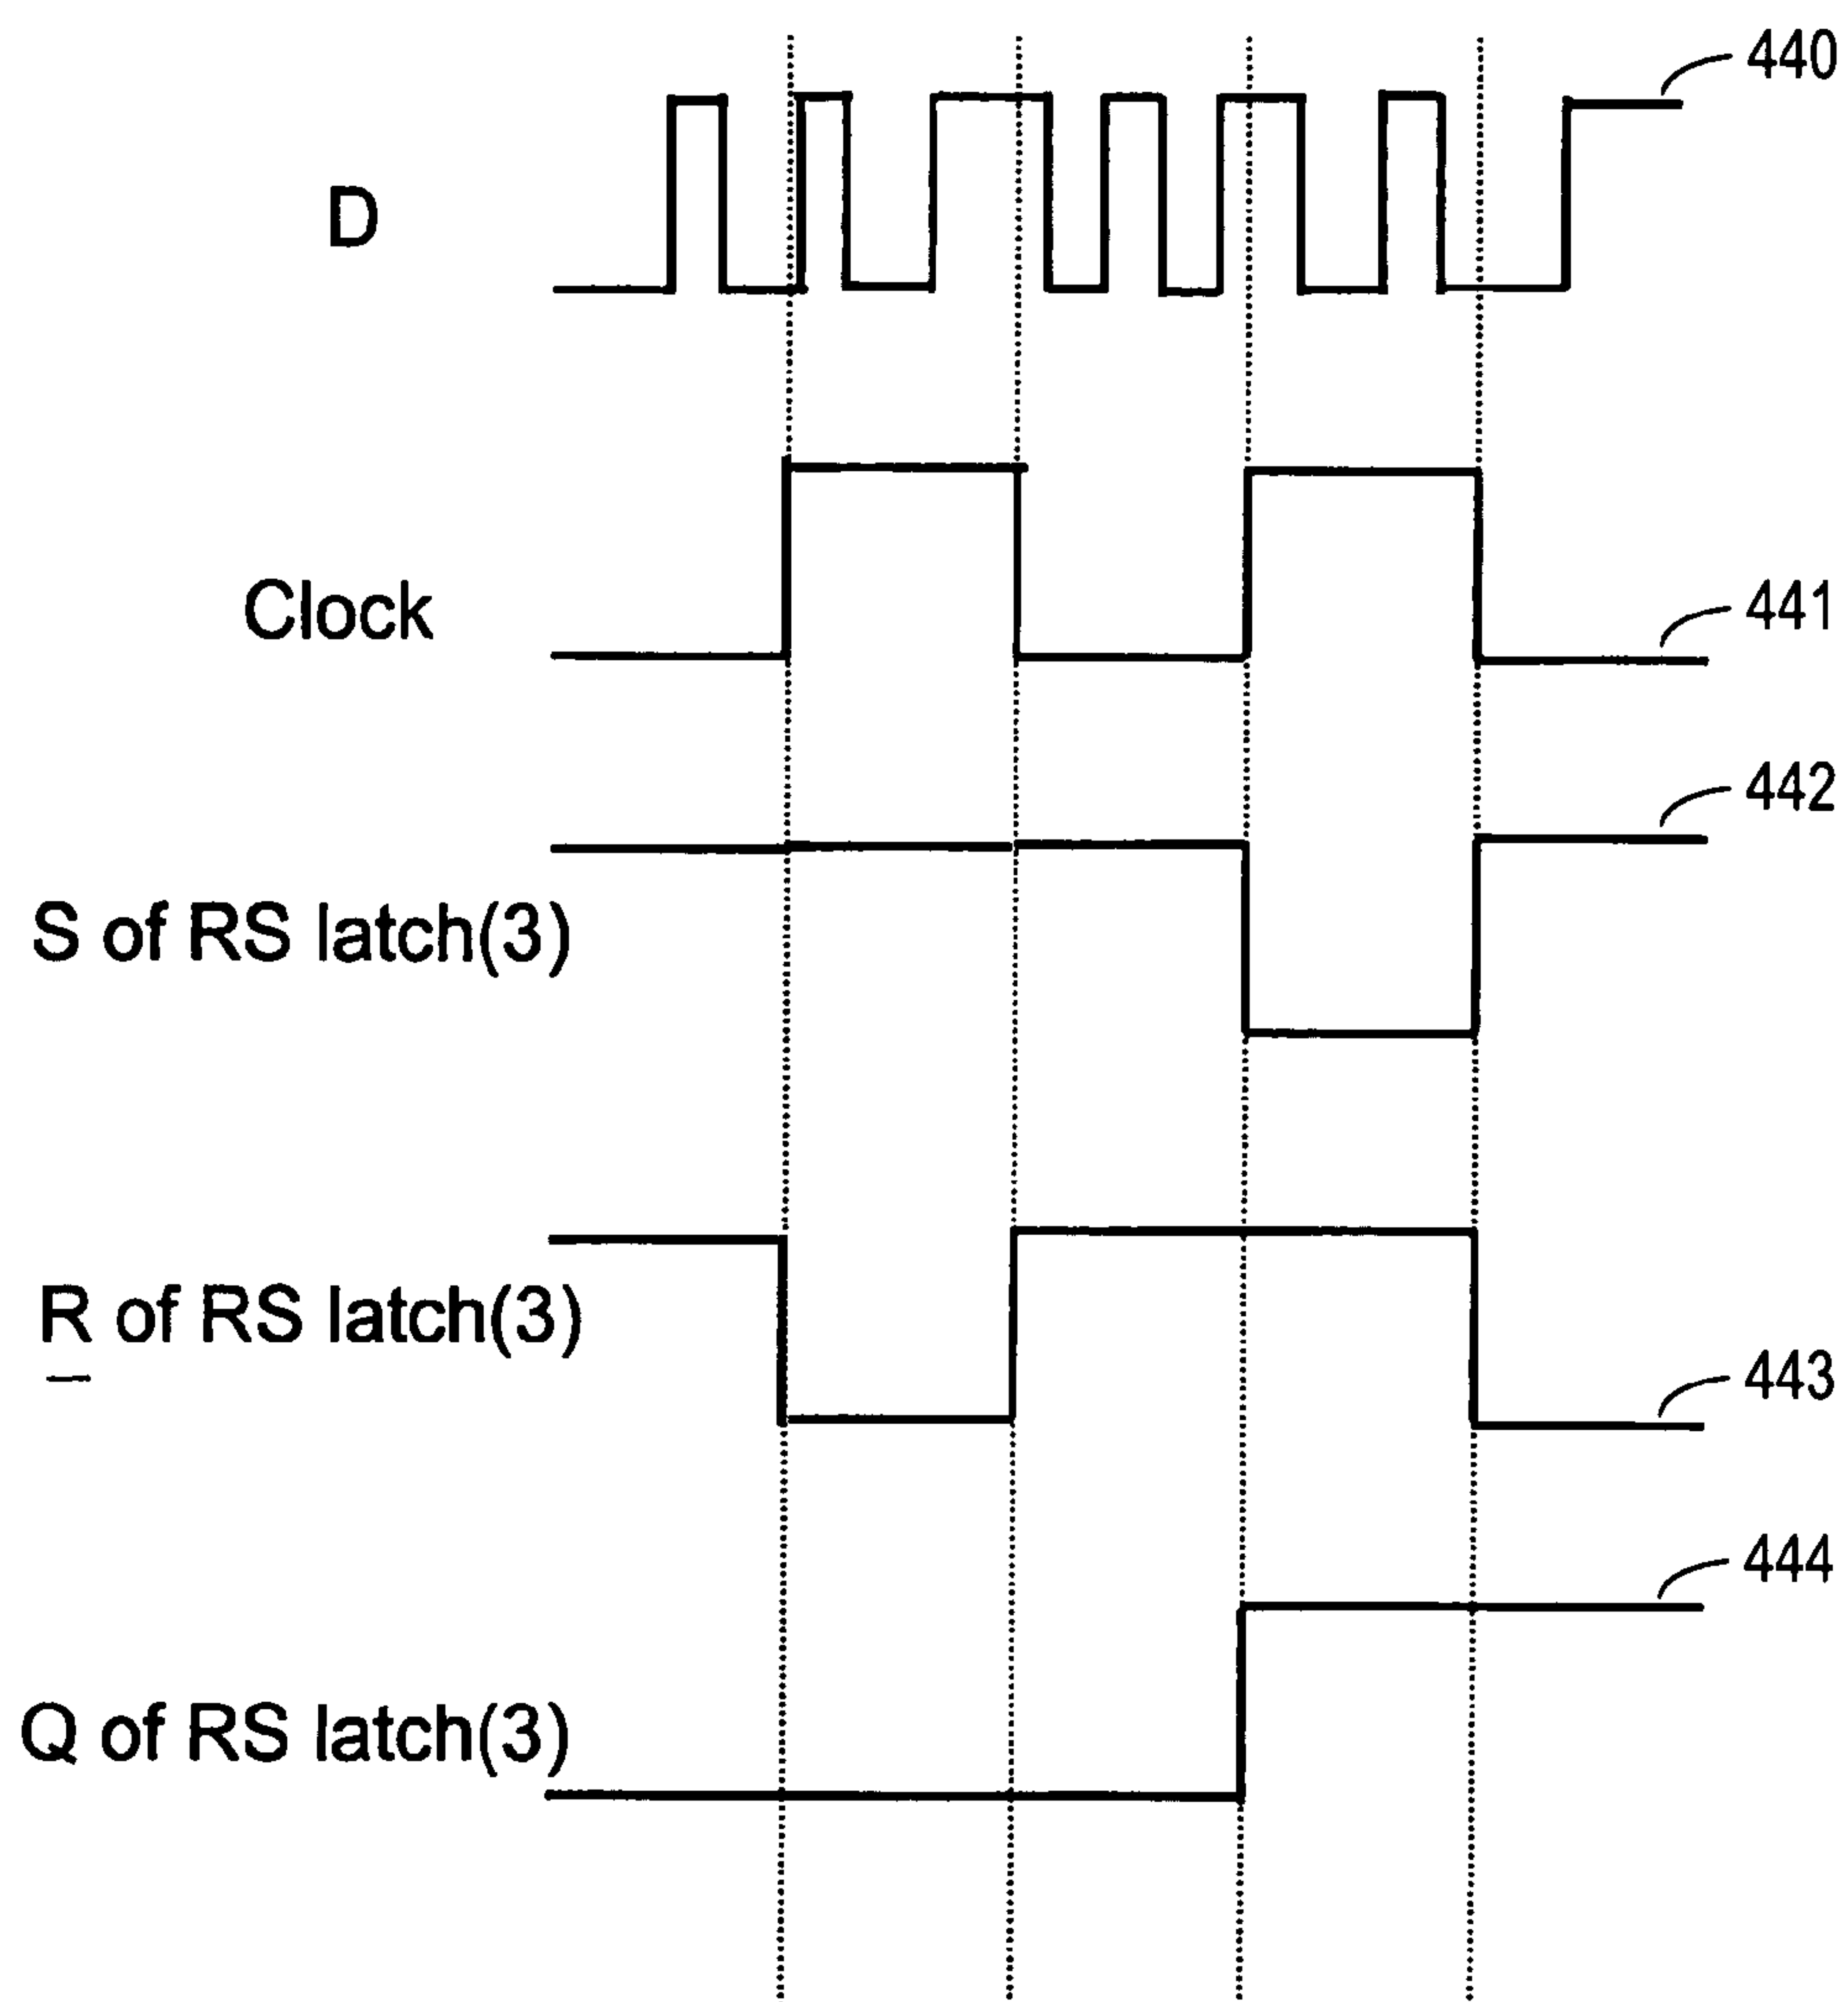 440
D
Clock
441
442
S of RS latch(3)
R of RS latch(3)
443
444
Q of RS latch(3)